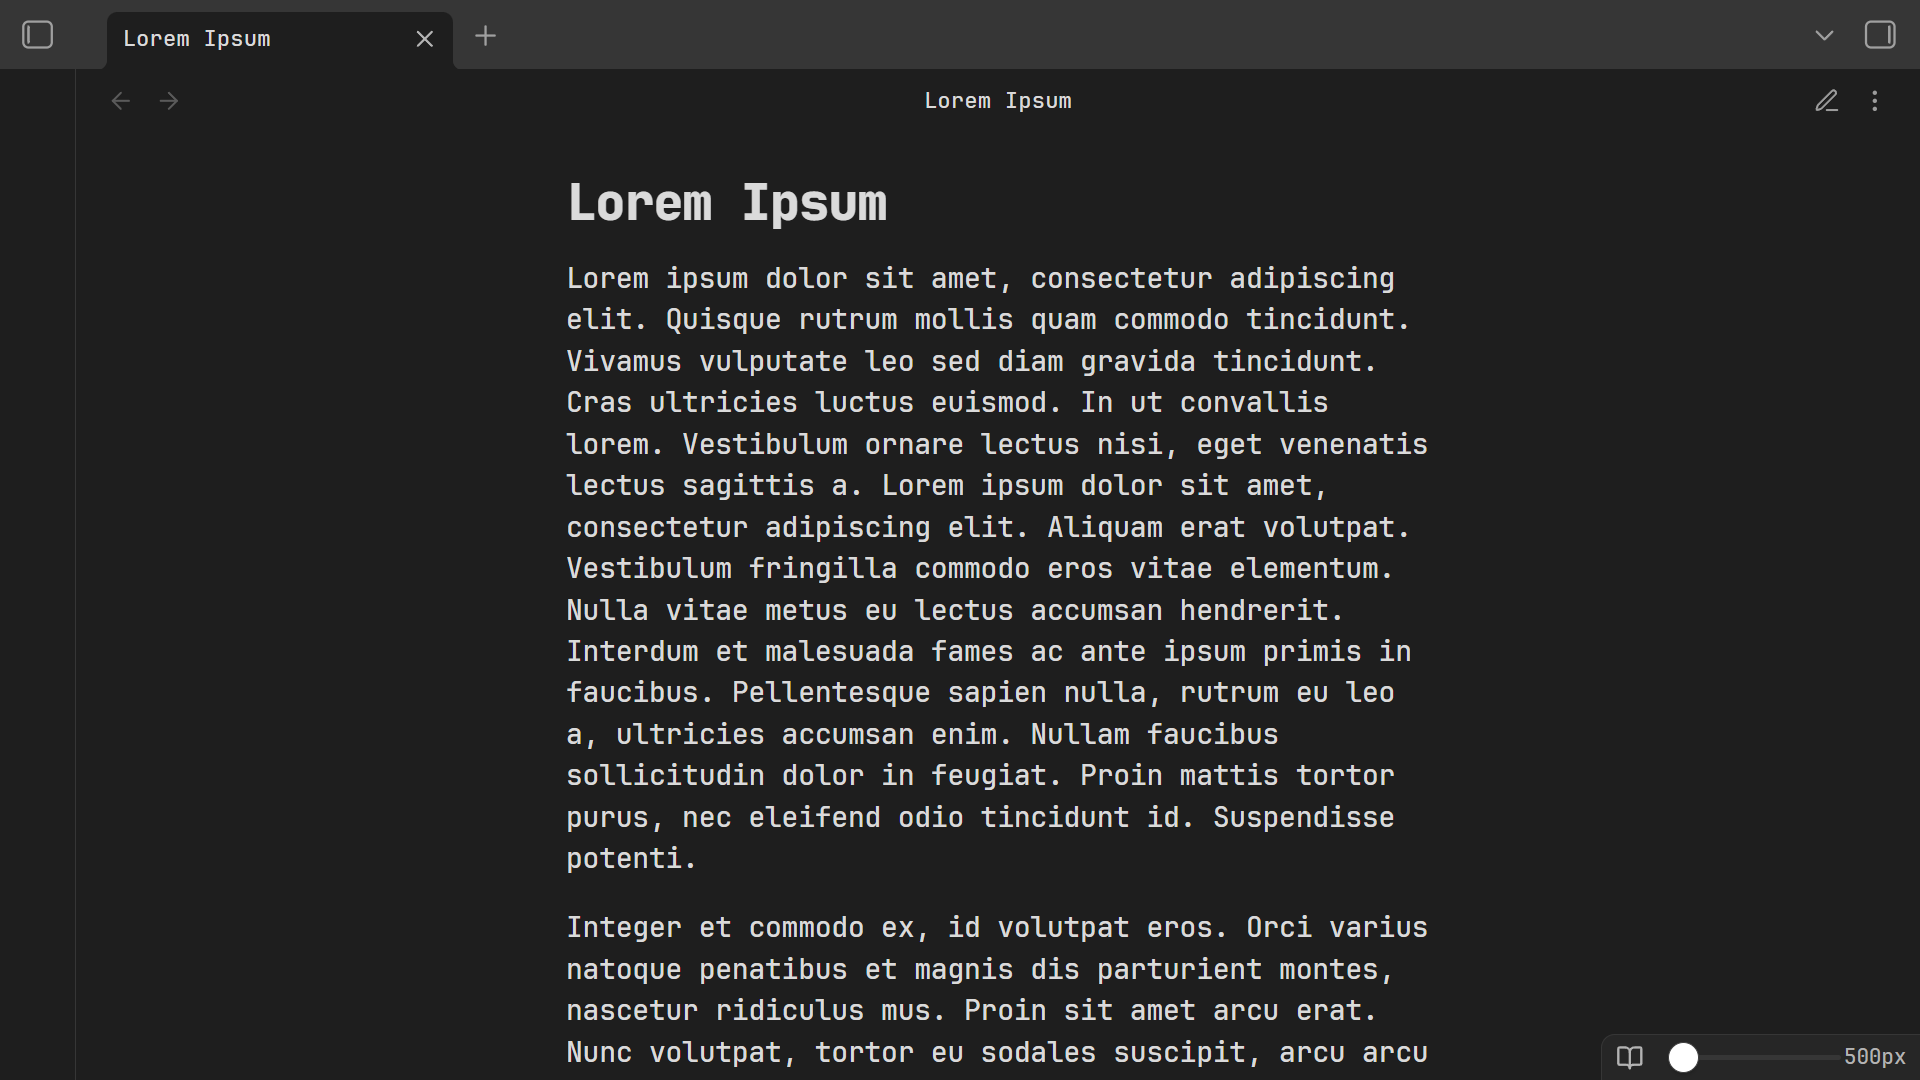 Lorem Ipsum
Lorem Ipsum
Lorem Ipsum
Lorem ipsum dolor sit amet, consectetur adipiscing
elit. Quisque rutrum mollis quam commodo tincidunt.
Vivamus vulputate leo sed diam gravida tincidunt.
Cras ultricies luctus euismod. In ut convallis
lorem. Vestibulum ornare lectus nisi, eget venenatis
lectus sagittis a. Lorem ipsum dolor sit amet,
consectetur adipiscing elit. Aliquam erat volutpat.
Vestibulum fringilla commodo eros vitae elementum.
Nulla vitae metus eu lectus accumsan hendrerit.
Interdum et malesuada fames ac ante ipsum primis in
faucibus. Pellentesque sapien nulla, rutrum eu leo
a, ultricies accumsan enim. Nullam faucibus
sollicitudin dolor in feugiat. Proin mattis tortor
purus, nec eleifend odio tincidunt id. Suspendisse
potenti.
Integer et commodo ex, id volutpat eros. Orci varius
natoque penatibus et magnis dis parturient montes,
nascetur ridiculus mus. Proin sit amet arcu erat.
Nunc volutpat, tortor eu sodales suscipit, arcu arcu
500px